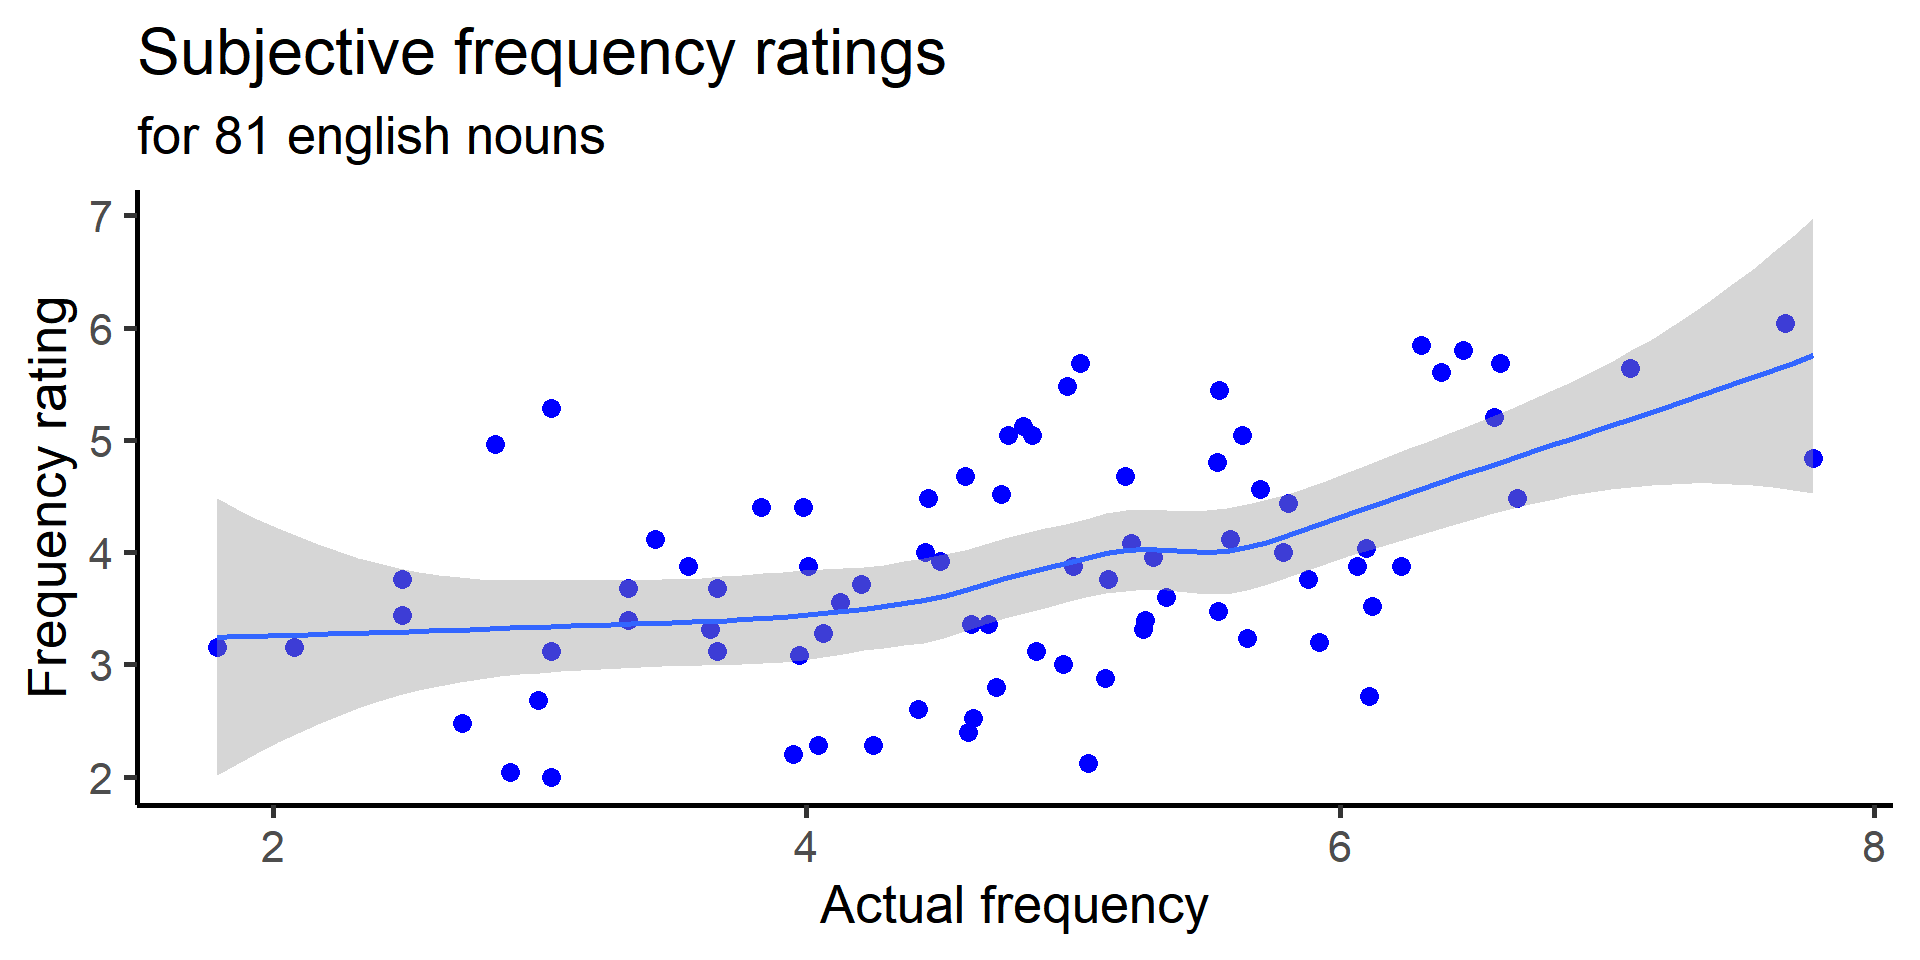 Subjective frequency ratings
for 81 english nouns
Frequency rating
7
6
5
4
3
2
2 4 6 8
Actual frequency